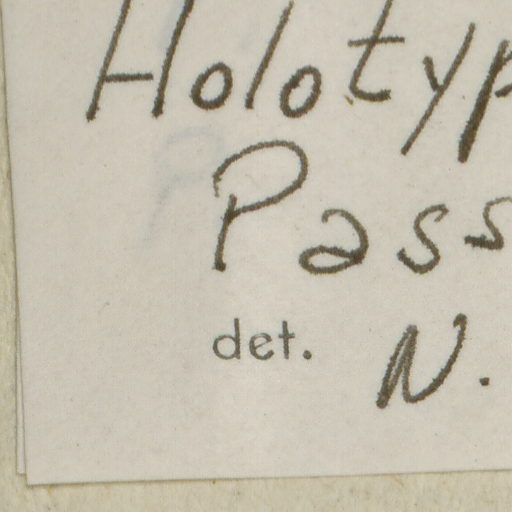 Holotyp
Pass
det. N.